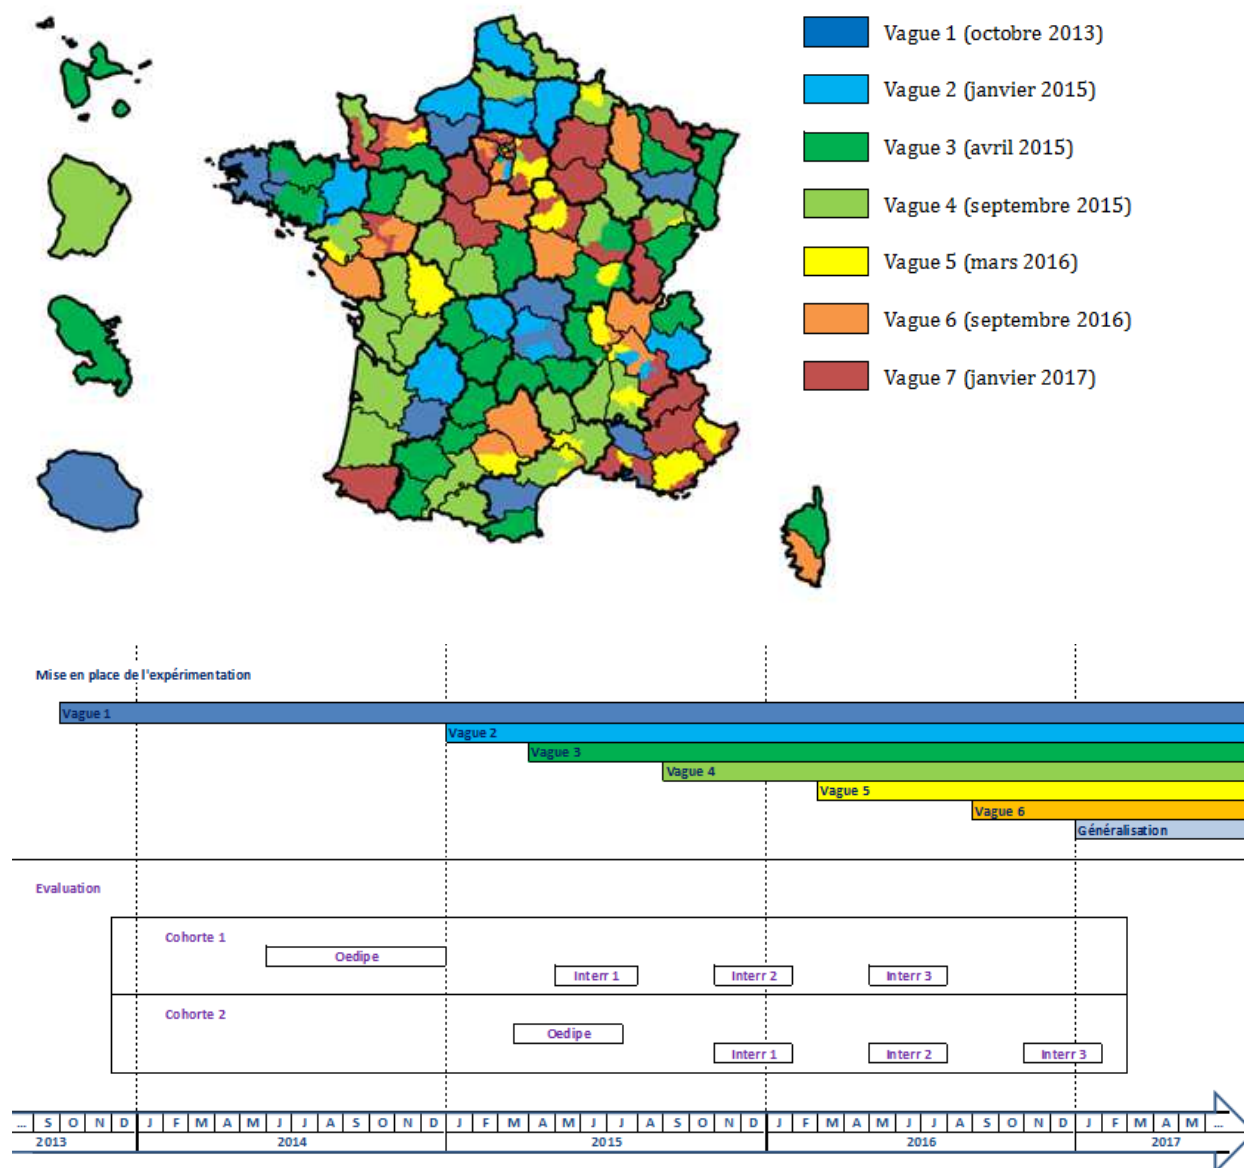 Vague 1 (octobre 2013)
Vague 2 (janvier 2015)
Vague 3 (avril 2015)
Vague 4 (septembre 2015)
Vague 5 (mars 2016)
Vague 6 (septembre 2016)
Vague 7 (janvier 2017)
Mise en place de l'expérimentation
Vague 1
Vague 2
Vague 3
Vague 4
Vague 5
Vague 6
Généralisation
Evaluation
Cohorte 1
Oedipe
Interr 1 Interr 2 Interr 3
Cohorte 2
Oedipe
Interr 1 Interr 2 Interr 3
... S O N D J F M A M J J A S O N D J F M A M J J A S O N D J F M A M J J A S O N D J F M A M ...
2013 2014 2015 2016 2017